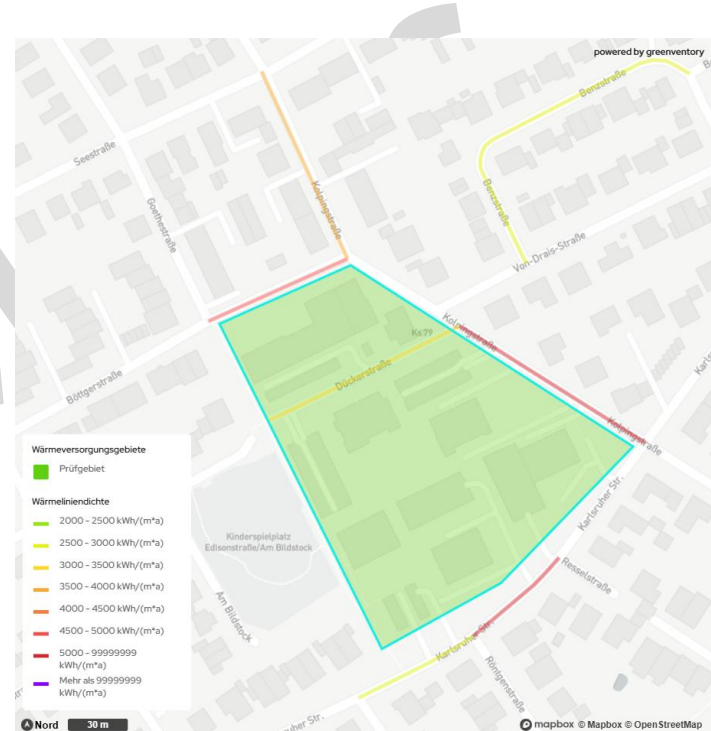 powered by greenventory
Benzstraße
Seestraße
Kolpingstraße
Goethestraße
Benzstraße
Von-Drais-Straße
Kolpingstraße
Ks 79
Dückerstraße
Böttgerstraße
Kolpingstraße
Karlsruher Str.
Kinderspielplatz
Edisonstraße/Am Bildstock
Resselstraße
Am Bildstock
Karlsruher Str.
Röntgenstraße
Wärmeversorgungsgebiete
Prüfgebiet
Wärmeliniendichte
2000 - 2500 kWh/(m*a)
2500 - 3000 kWh/(m*a)
3000 - 3500 kWh/(m*a)
3500 - 4000 kWh/(m*a)
4000 - 4500 kWh/(m*a)
4500 - 5000 kWh/(m*a)
5000 - 99999999
kWh/(m*a)
Mehr als 99999999
kWh/(m*a)
Nord 30 m
mapbox © Mapbox © OpenStreetMap